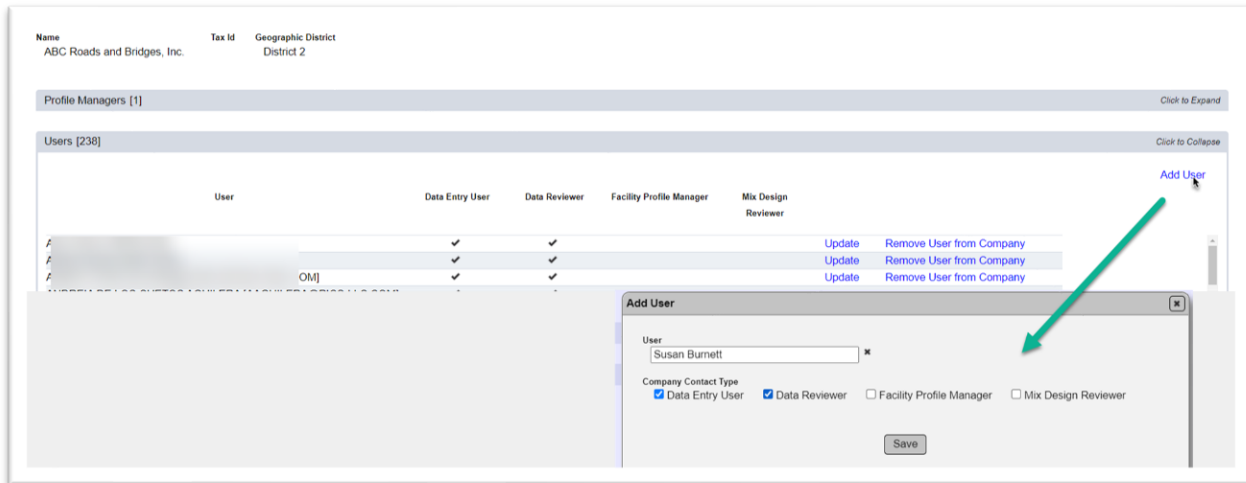 Name Tax Id Geographic District
ABC Roads and Bridges, Inc. District 2
Profile Managers [1] Click to Expand
Users [238] Click to Collapse
Add User
User Data Entry User Data Reviewer Facility Profile Manager Mix Design
Reviewer
A ✔ ✔ Update Remove User from Company
A ✔ ✔ Update Remove User from Company
A OM] ✔ ✔ Update Remove User from Company
Add User
User
Susan Burnett
Company Contact Type
Data Entry User Data Reviewer Facility Profile Manager Mix Design Reviewer
Save